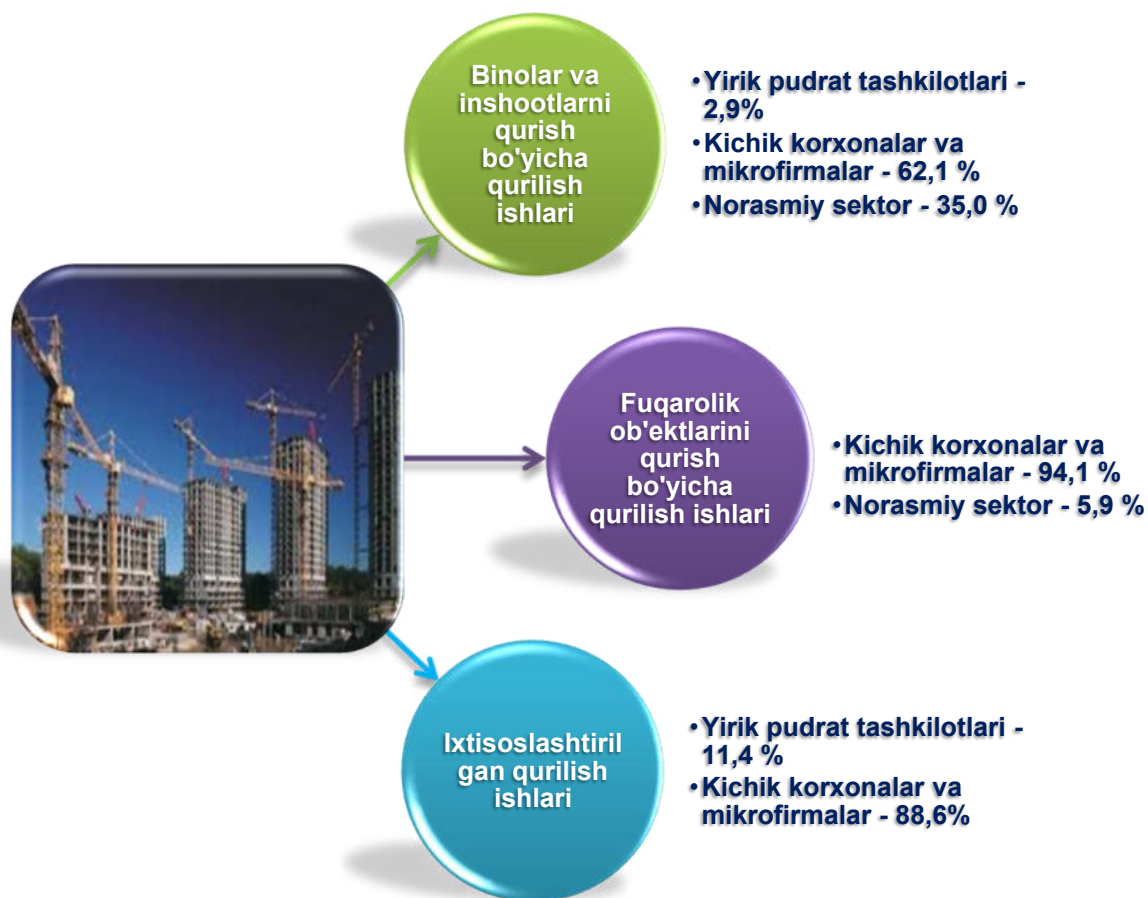 Binolar va
inshootlarni
qurish
bo'yicha
qurilish
ishlari
•Yirik pudrat tashkilotlari -
2,9%
•Kichik korxonalar va
mikrofirmalar - 62,1 %
•Norasmiy sektor - 35,0 %
Fuqarolik
ob'ektlarini
qurish
bo'yicha
qurilish ishlari
•Kichik korxonalar va
mikrofirmalar - 94,1 %
•Norasmiy sektor - 5,9 %
Ixtisoslashtiril
gan qurilish
ishlari
•Yirik pudrat tashkilotlari -
11,4 %
•Kichik korxonalar va
mikrofirmalar - 88,6%